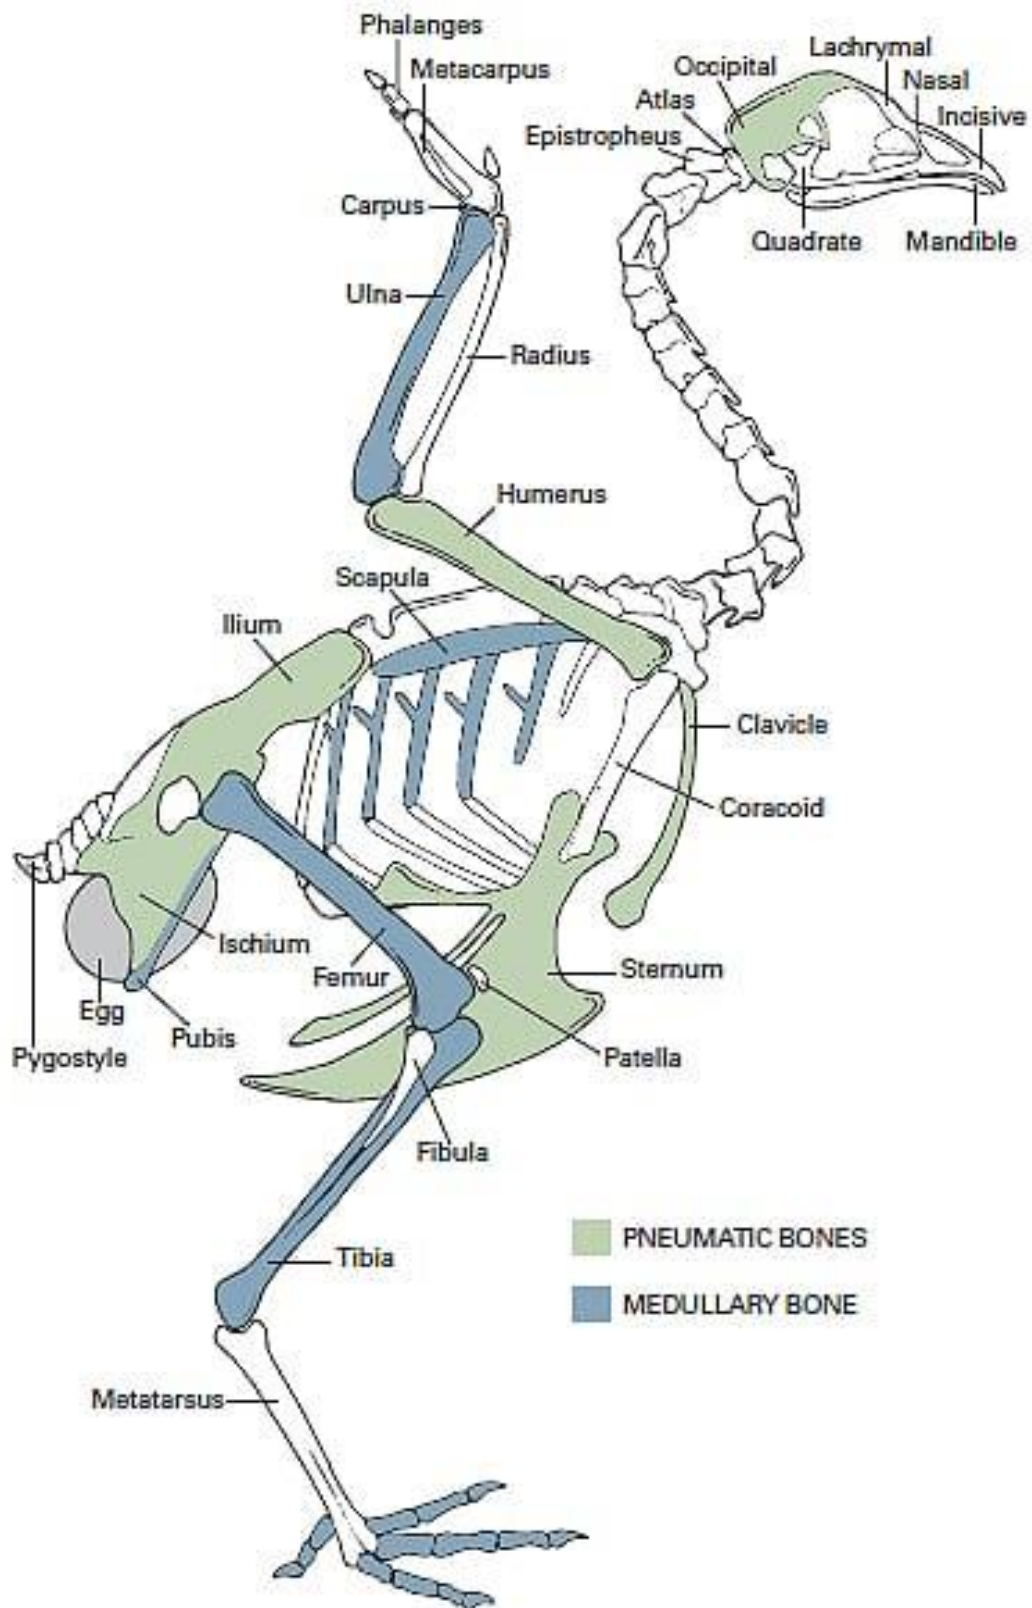 Phalanges
Metacarpus
Lachrymal
Occipital
Nasal
Atlas
Incisive
Epistropheus
Carpus
Quadrate
Mandible
Ulna
Radius
Humerus
Scapula
Ilium
Clavicle
Coracoid
Ischium
Femur
Sternum
Egg
Pubis
Pygostyle
Patella
Fibula
PNEUMATIC BONES
Tibia
MEDULLARY BONE
Metatarsus